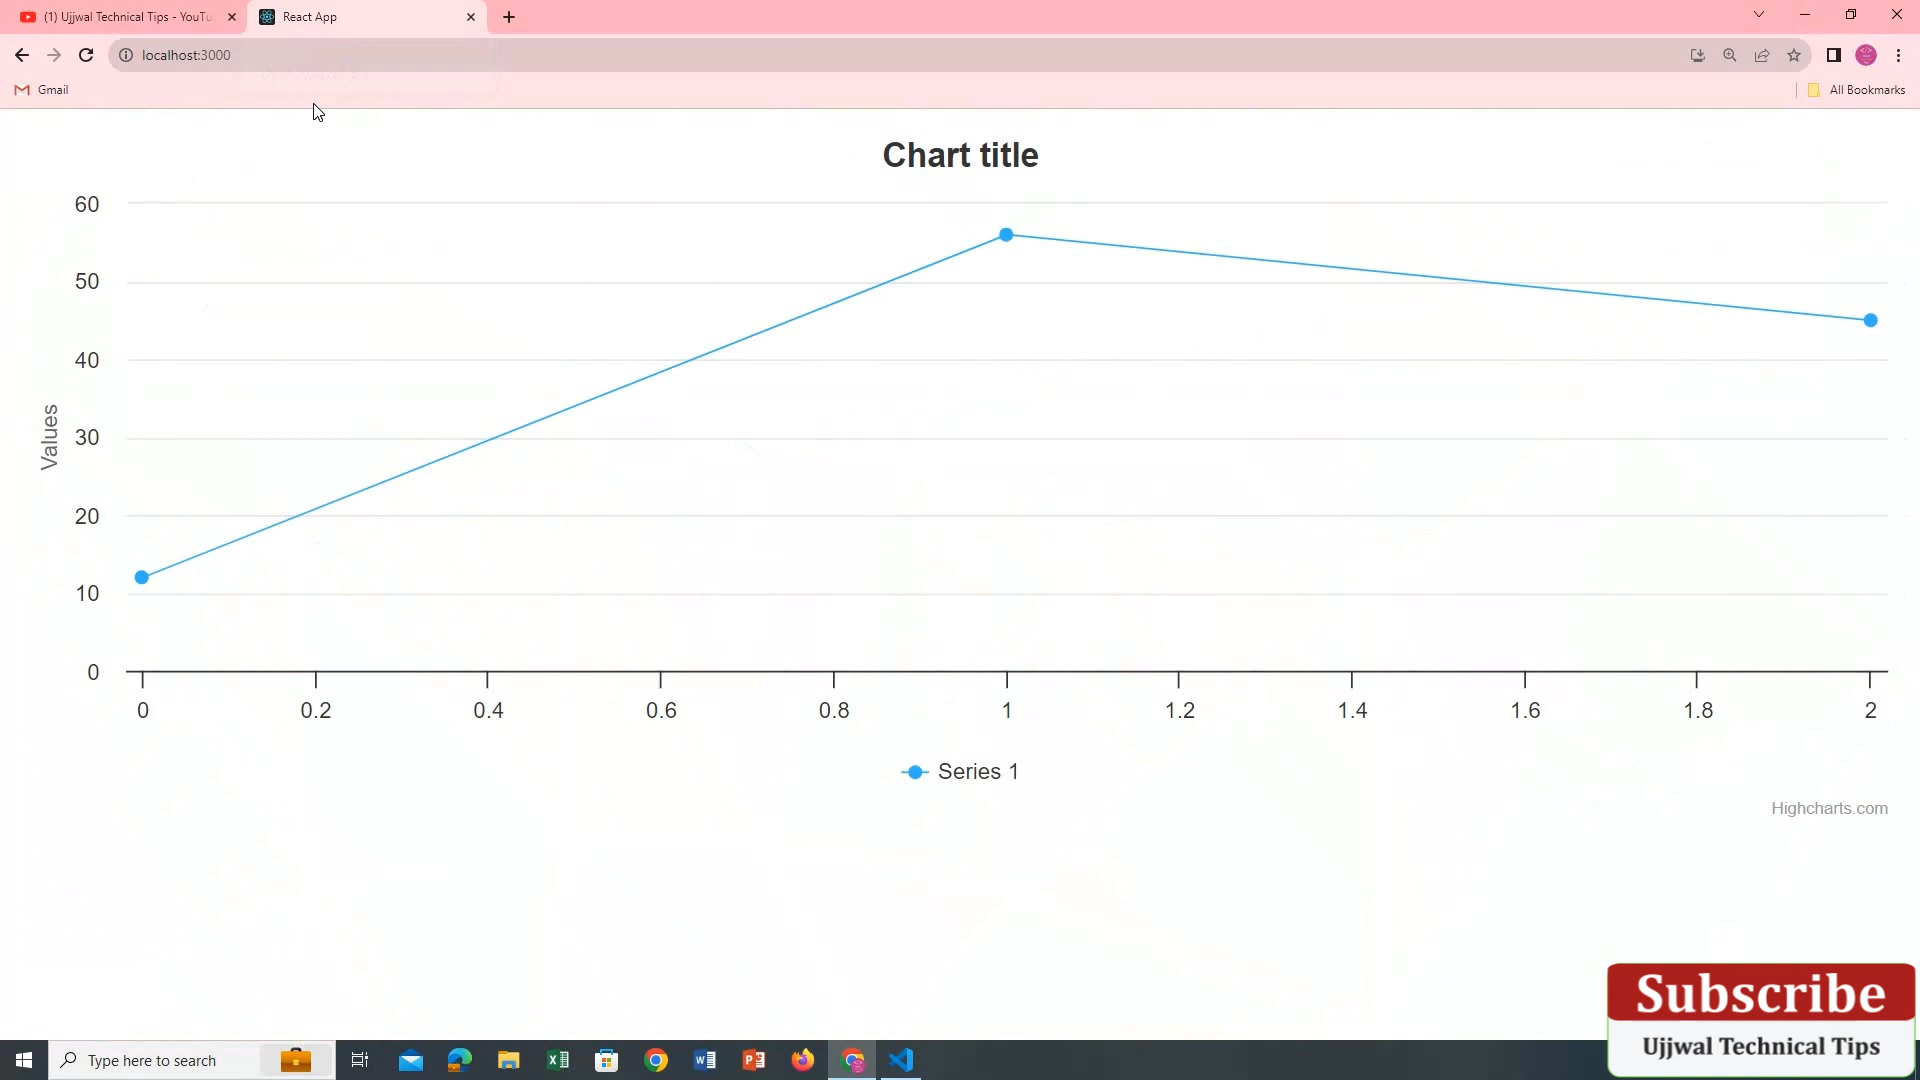 (1) Ujjwal Technical Tips - YouTu
React App
localhost:3000
Gmail
All Bookmarks
Chart title
60
50
40
30
20
10
0
Values
0 0.2 0.4 0.6 0.8 1 1.2 1.4 1.6 1.8 2
Series 1
Highcharts.com
Subscribe
Ujjwal Technical Tips
Type here to search